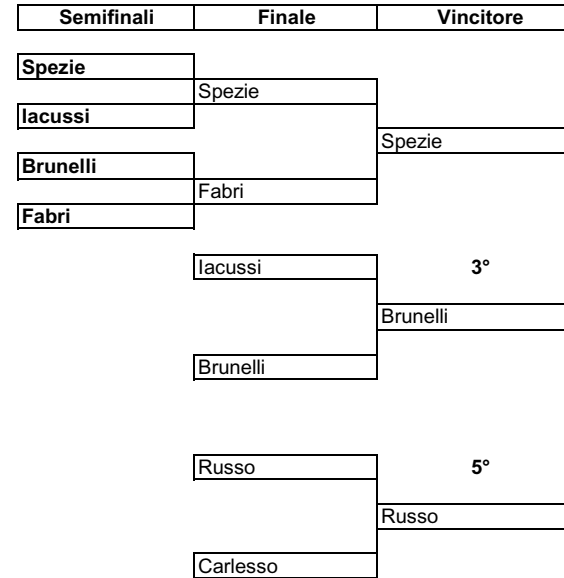 Semifinali Finale Vincitore
Spezie
Spezie
Iacussi
Spezie
Brunelli
Fabri
Fabri
Iacussi 3°
Brunelli
Brunelli
Russo 5°
Russo
Carlesso